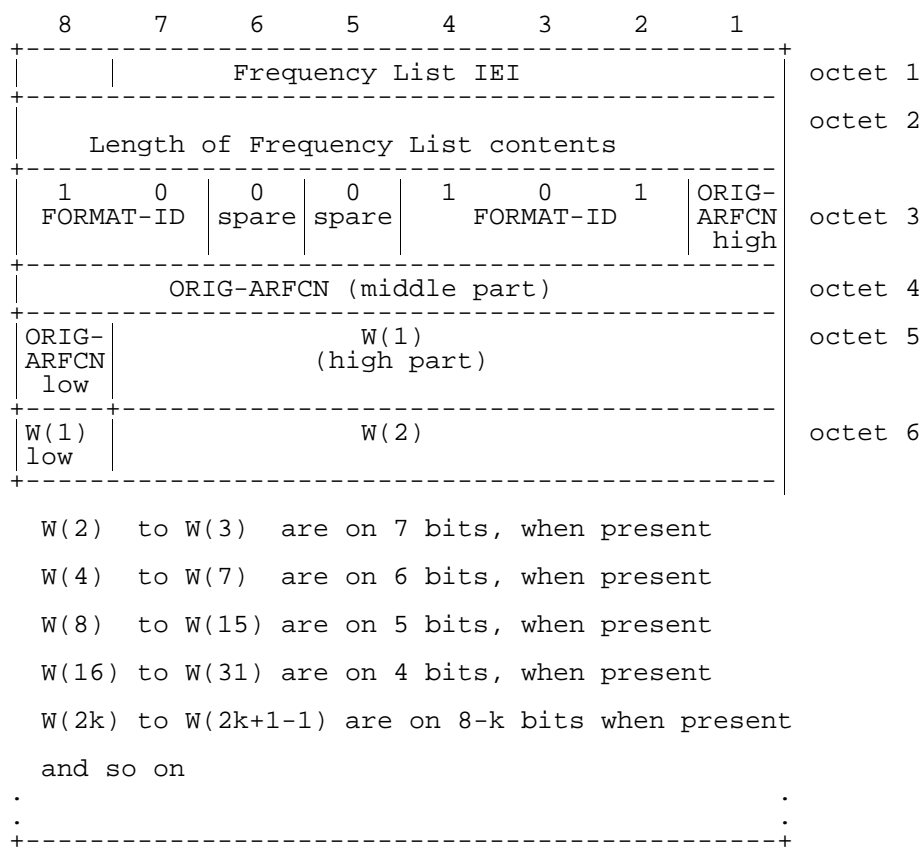 8 7 6 5 4 3 2 1
Frequency List IEI octet 1
octet 2
Length of Frequency List contents
1 0 0 0 1 0 1 ORIG-
FORMAT-ID spare spare FORMAT-ID ARFCN octet 3
high
ORIG-ARFCN (middle part) octet 4
ORIG- W(1) octet 5
ARFCN (high part)
low
W(1) W(2) octet 6
low
W(2) to W(3) are on 7 bits, when present
W(4) to W(7) are on 6 bits, when present
W(8) to W(15) are on 5 bits, when present
W(16) to W(31) are on 4 bits, when present
W(2k) to W(2k+1-1) are on 8-k bits when present
and so on
. .
. .